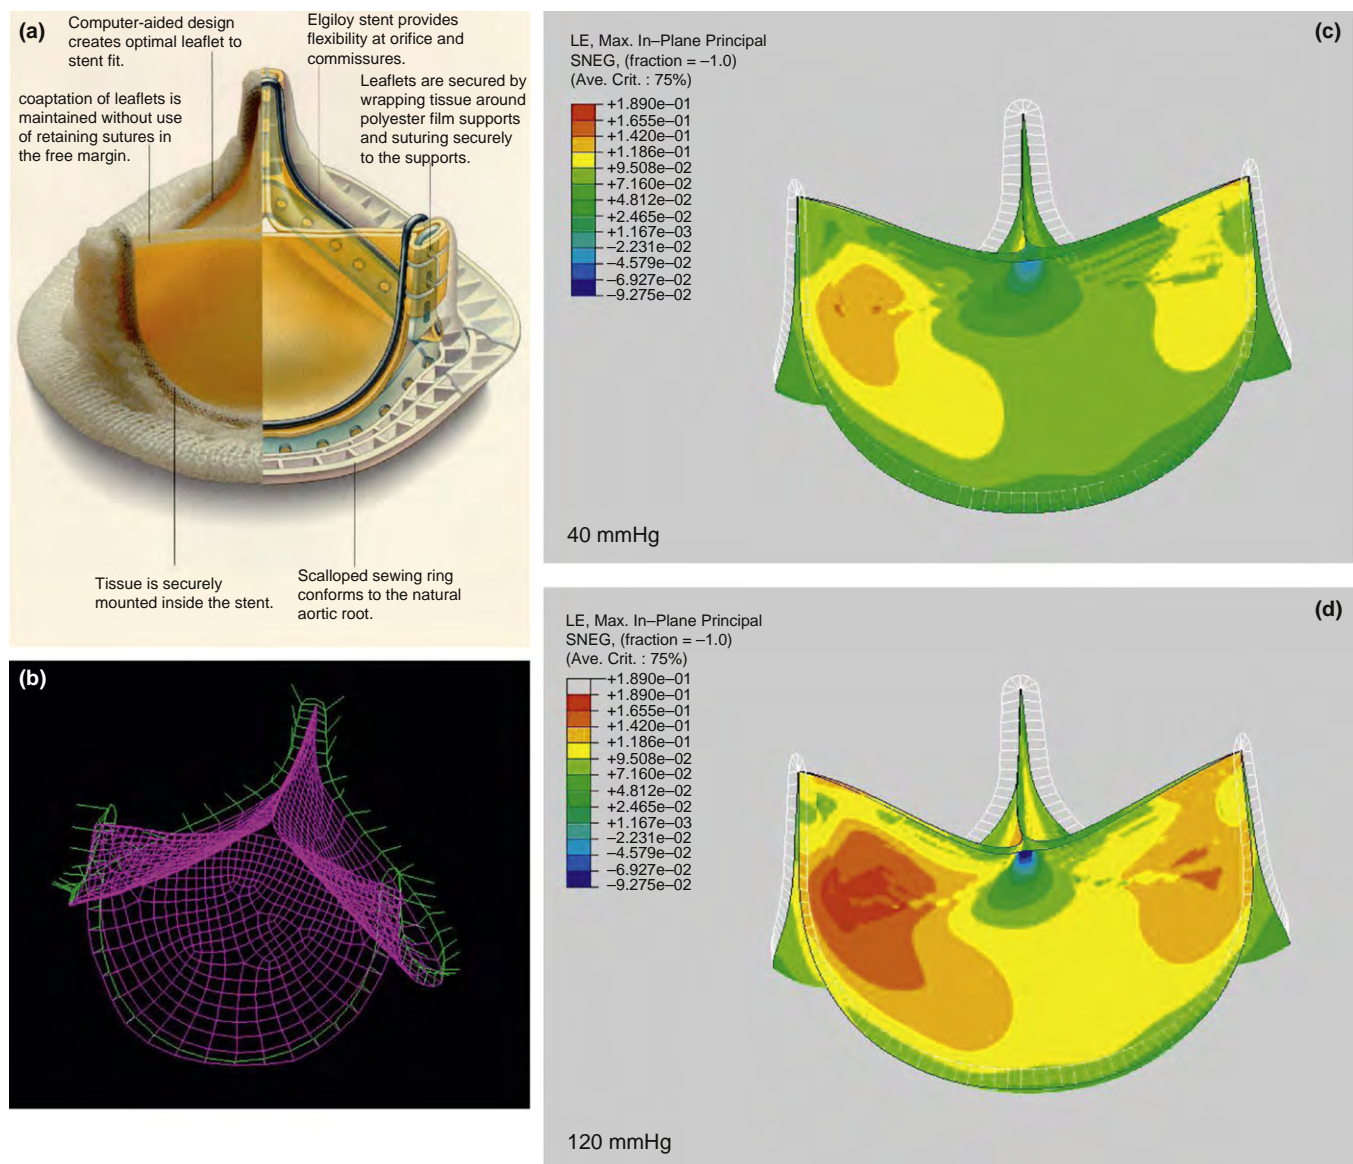 (a)
Computer-aided design
creates optimal leaflet to
stent fit.
Elgiloy stent provides
flexibility at orifice and
commissures.
coaptation of leaflets is
maintained without use
of retaining sutures in
the free margin.
Leaflets are secured by
wrapping tissue around
polyester film supports
and suturing securely
to the supports.
Tissue is securely
mounted inside the stent.
Scalloped sewing ring
conforms to the natural
aortic root.
(b)
(c)
LE, Max. In–Plane Principal
SNEG, (fraction = –1.0)
(Ave. Crit. : 75%)
+1.890e–01
+1.655e–01
+1.420e–01
+1.186e–01
+9.508e–02
+7.160e–02
+4.812e–02
+2.465e–02
+1.167e–03
–2.231e–02
–4.579e–02
–6.927e–02
–9.275e–02
40 mmHg
(d)
LE, Max. In–Plane Principal
SNEG, (fraction = –1.0)
(Ave. Crit. : 75%)
+1.890e–01
+1.890e–01
+1.655e–01
+1.420e–01
+1.186e–01
+9.508e–02
+7.160e–02
+4.812e–02
+2.465e–02
+1.167e–03
–2.231e–02
–4.579e–02
–6.927e–02
–9.275e–02
120 mmHg